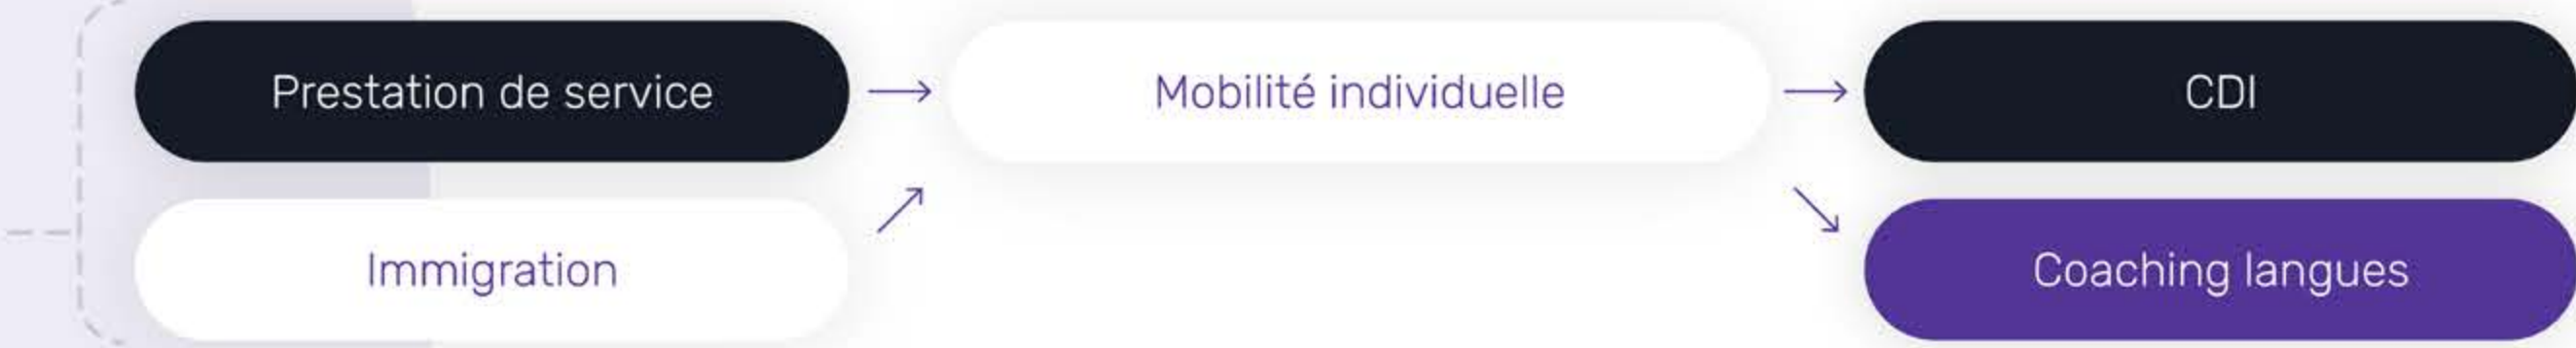 Prestation de service
Mobilité individuelle
CDI
Immigration
Coaching langues